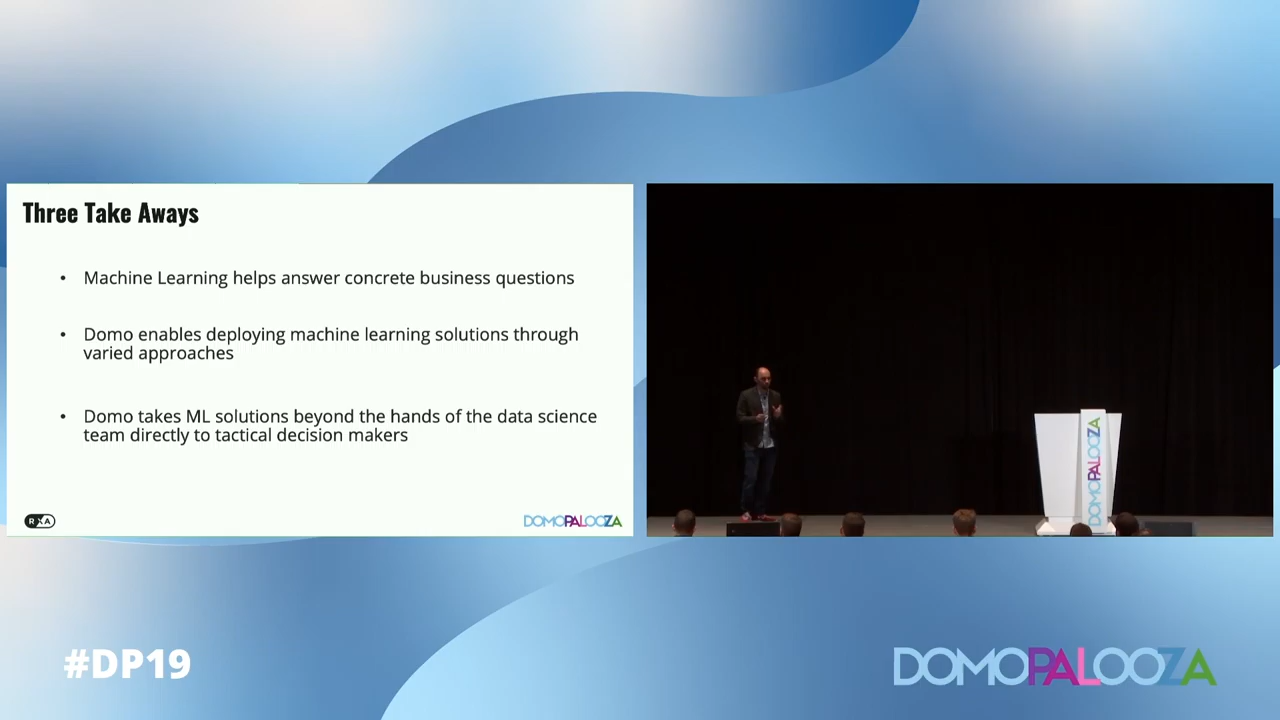 Three Take Aways
• Machine Learning helps answer concrete business questions
• Domo enables deploying machine learning solutions through
varied approaches
• Domo takes ML solutions beyond the hands of the data science
team directly to tactical decision makers
RXA
DOMOPALOOZA
DOMOPALOOZA
#DP19
DOMOPALOOZA